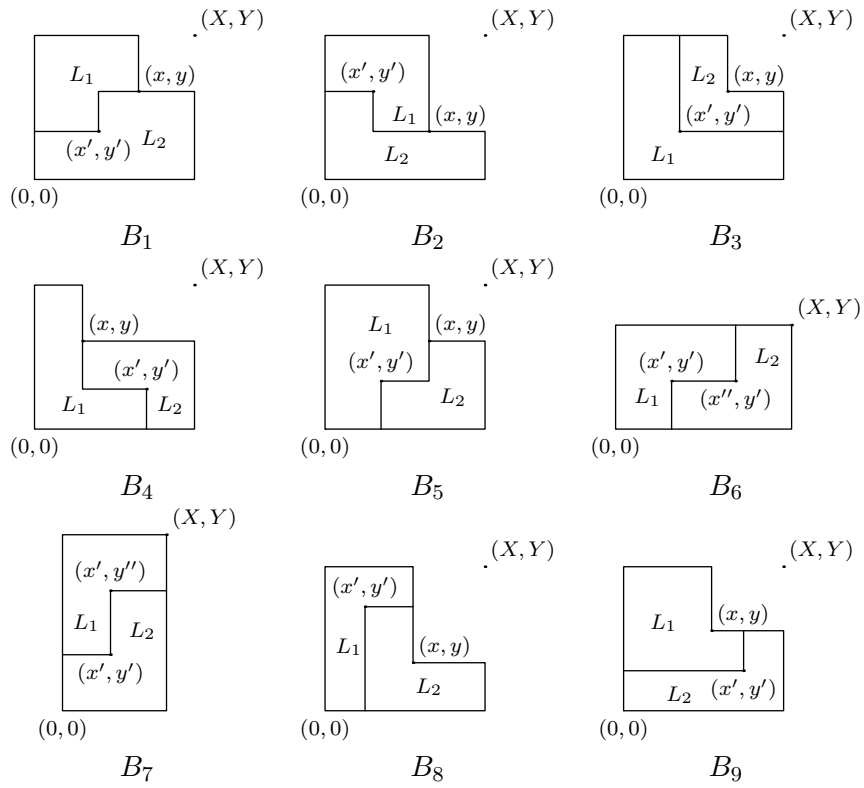 (X, Y) (X, Y) (X, Y)
L₁ (x, y) (x′, y′) L₂ (x, y)
(x′, y′) L₂ L₁ (x, y) (x′, y′)
L₂ L₁
(0, 0) (0, 0) (0, 0)
B₁ B₂ B₃
(X, Y) (X, Y)
(X, Y)
(x, y) L₁ (x, y)
(x′, y′) (x′, y′) (x′, y′) L₂
L₁ L₂ L₂ L₁ (x″, y′)
(0, 0) (0, 0) (0, 0)
B₄ B₅ B₆
(X, Y)
(X, Y) (X, Y)
(x′, y″) (x′, y′)
L₁ L₂ L₁ (x, y) L₁ (x, y)
(x′, y′) L₂ L₂ (x′, y′)
(0, 0) (0, 0) (0, 0)
B₇ B₈ B₉